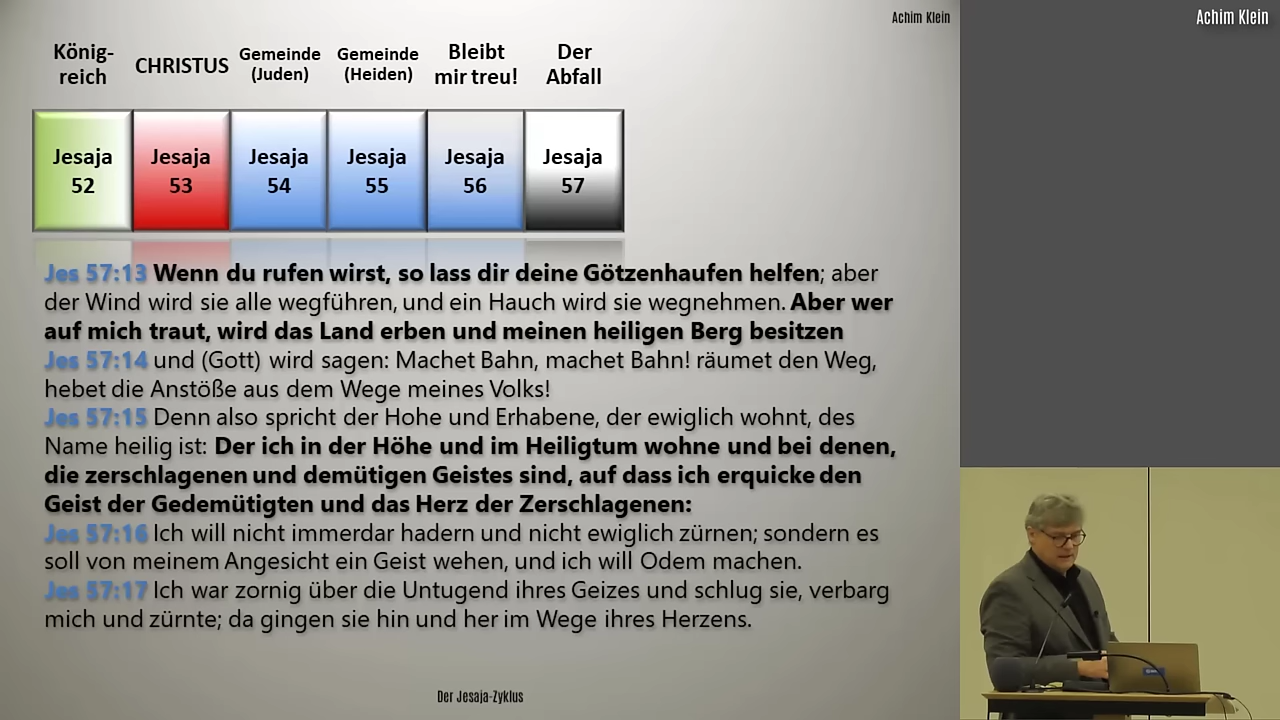 Achim Klein
Achim Klein
König-
reich
CHRISTUS
Gemeinde
(Juden)
Gemeinde
(Heiden)
Bleibt
mir treu!
Der
Abfall
Jesaja
52
Jesaja
53
Jesaja
54
Jesaja
55
Jesaja
56
Jesaja
57
Jes 57:13 Wenn du rufen wirst, so lass dir deine Götzenhaufen helfen; aber
der Wind wird sie alle wegführen, und ein Hauch wird sie wegnehmen. Aber wer
auf mich traut, wird das Land erben und meinen heiligen Berg besitzen
Jes 57:14 und (Gott) wird sagen: Machet Bahn, machet Bahn! räumet den Weg,
hebet die Anstöße aus dem Wege meines Volks!
Jes 57:15 Denn also spricht der Hohe und Erhabene, der ewiglich wohnt, des
Name heilig ist: Der ich in der Höhe und im Heiligtum wohne und bei denen,
die zerschlagenen und demütigen Geistes sind, auf dass ich erquicke den
Geist der Gedemütigten und das Herz der Zerschlagenen:
Jes 57:16 Ich will nicht immerdar hadern und nicht ewiglich zürnen; sondern es
soll von meinem Angesicht ein Geist wehen, und ich will Odem machen.
Jes 57:17 Ich war zornig über die Untugend ihres Geizes und schlug sie, verbarg
mich und zürnte; da gingen sie hin und her im Wege ihres Herzens.
Der Jesaja-Zyklus